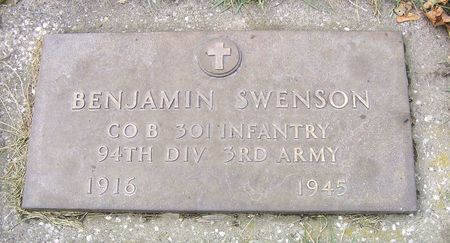 BENJAMIN SWENSON
CO B 301 INFANTRY
94TH DIV 3RD ARMY
1916 1945